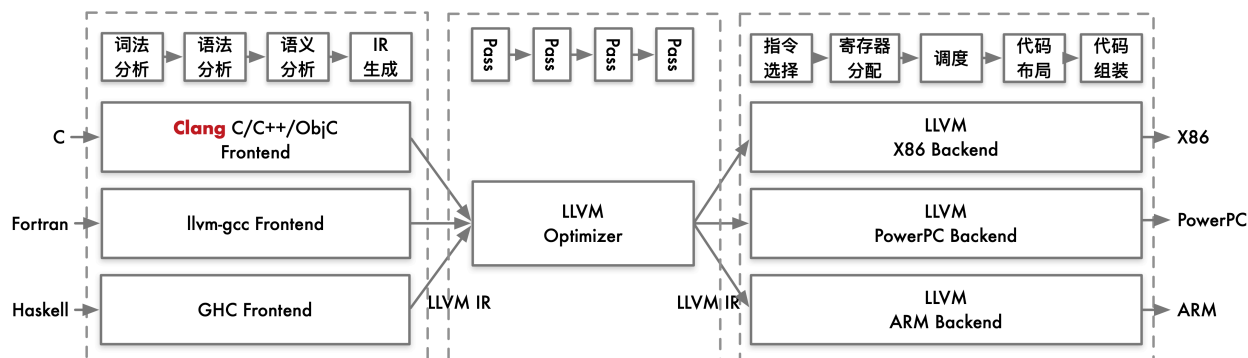 词法
分析
语法
分析
语义
分析
IR
生成
Pass
Pass
Pass
Pass
指令
选择
寄存器
分配
调度
代码
布局
代码
组装
C
Clang C/C++/ObjC
Frontend
LLVM
X86 Backend
X86
Fortran
llvm-gcc Frontend
LLVM
Optimizer
LLVM
PowerPC Backend
PowerPC
Haskell
GHC Frontend
LLVM IR
LLVM IR
LLVM
ARM Backend
ARM